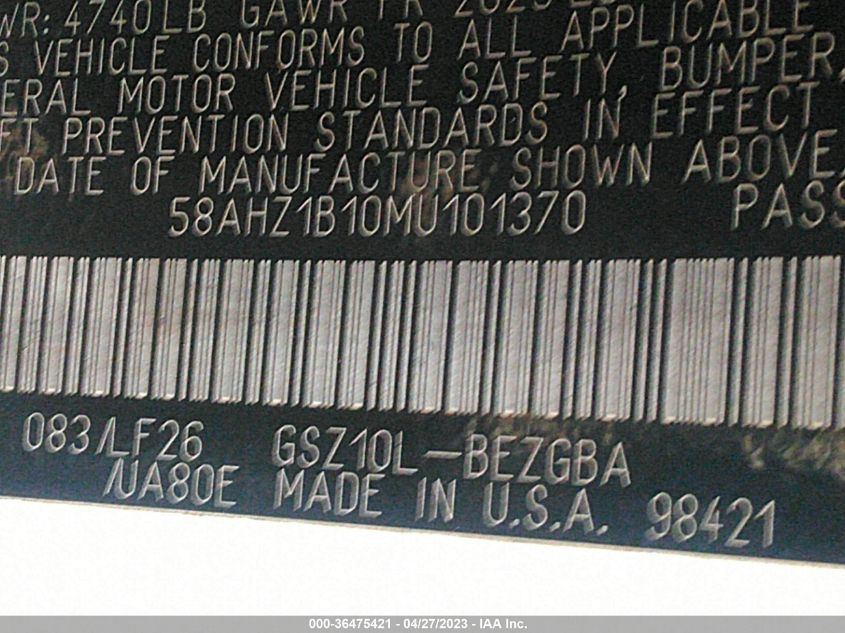 WR: 4740LB GAWR FR
VEHICLE CONFORMS TO ALL APPLICABLE
ERAL MOTOR VEHICLE SAFETY, BUMPER,
FT PREVENTION STANDARDS IN EFFECT
DATE OF MANUFACTURE SHOWN ABOVE.
58AHZ1B10MU101370 PASS
083/LF26 GSZ10L-BEZGBA
/UA80E MADE IN U.S.A. 98421
000-36475421 - 04/27/2023 - IAA Inc.